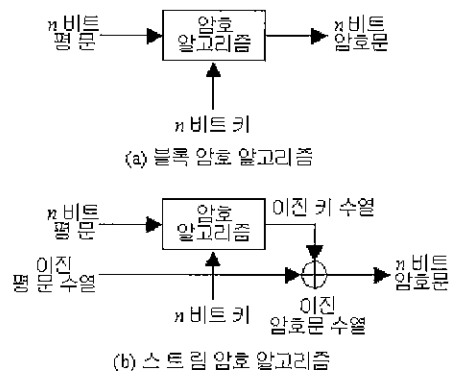 n 비트
평 문
암호
알고리즘
n 비트
암호문
n 비트 키
(a) 블록 암호 알고리즘
n 비트
평 문
암호
알고리즘
이진 키 수열
이진
평문 수열
n 비트
암호문
n 비트 키
이진
암호문 수열
(b) 스트림 암호 알고리즘